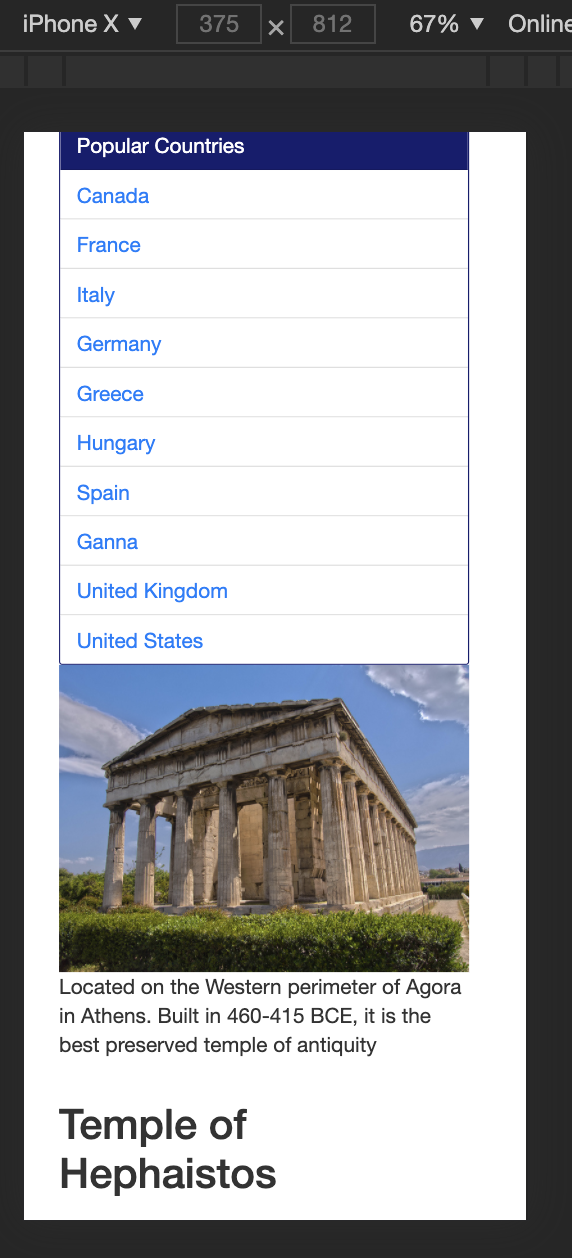 iPhone X ▼ 375 × 812 67% ▼ Online
Popular Countries
Canada
France
Italy
Germany
Greece
Hungary
Spain
Ganna
United Kingdom
United States
Located on the Western perimeter of Agora
in Athens. Built in 460-415 BCE, it is the
best preserved temple of antiquity
Temple of
Hephaistos